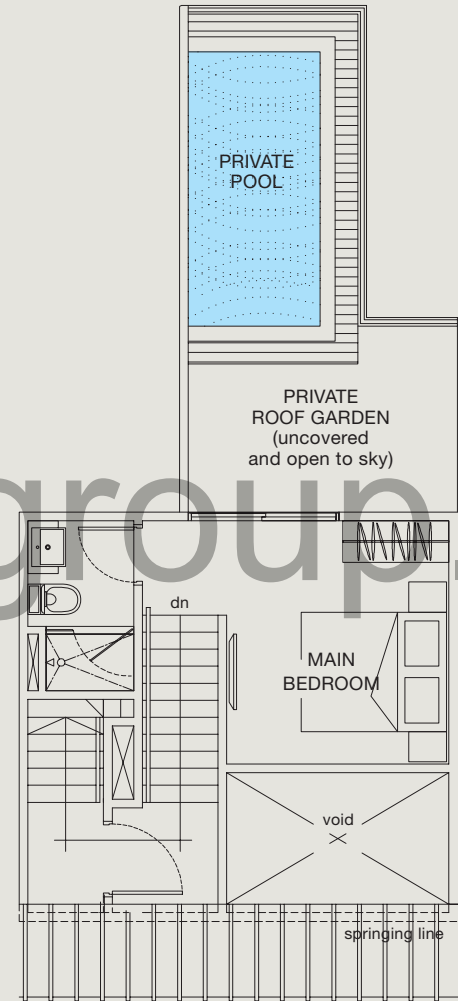 PRIVATE
POOL
PRIVATE
ROOF GARDEN
(uncovered
and open to sky)
group.
dn
MAIN
BEDROOM
void
springing line